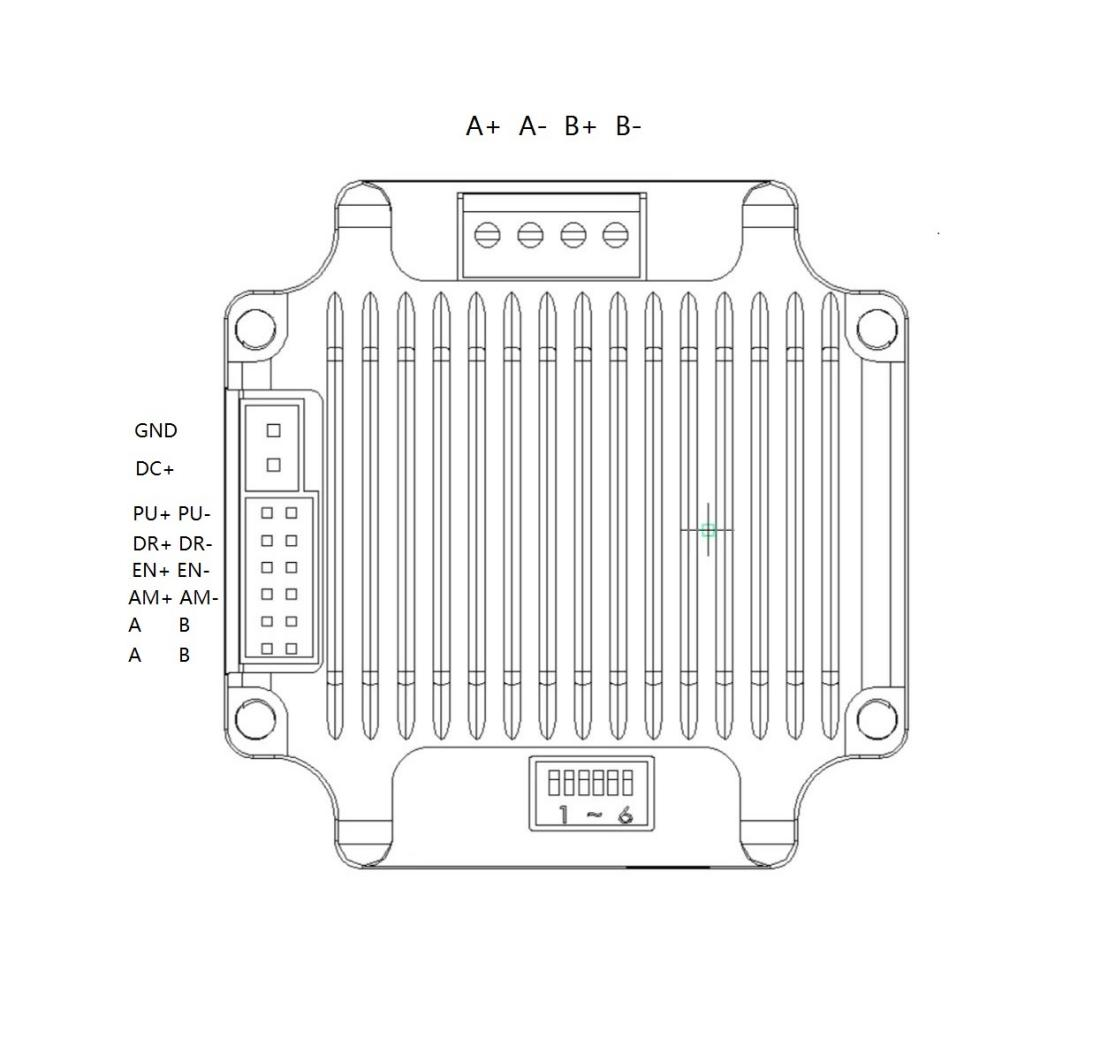 A+ A- B+ B-
GND
DC+
PU+ PU-
DR+ DR-
EN+ EN-
AM+ AM-
A B
A B
1 ~ 6